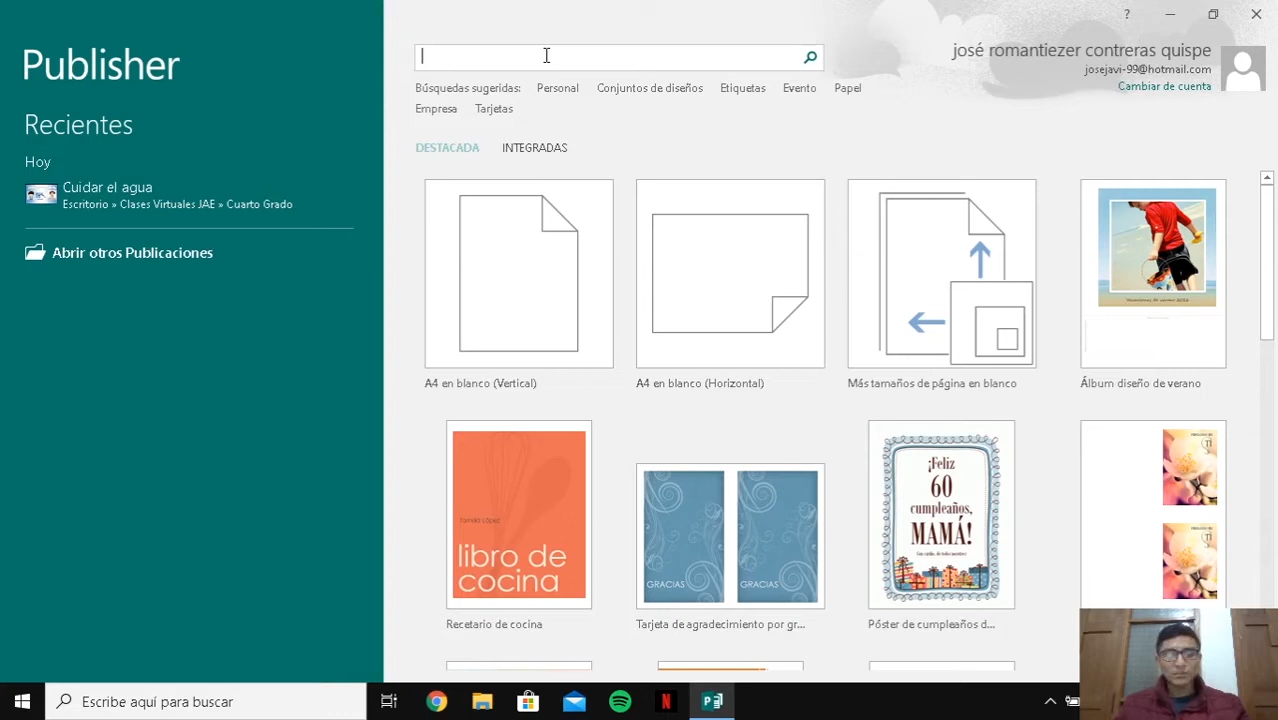 ?
Publisher
Recientes
Hoy
Cuidar el agua
Escritorio » Clases Virtuales JAE » Cuarto Grado
Abrir otros Publicaciones
josé romantiezer contreras quispe
josejavi-99@hotmail.com
Cambiar de cuenta
Búsquedas sugeridas: Personal Conjuntos de diseños Etiquetas Evento Papel
Empresa Tarjetas
DESTACADA INTEGRADAS
A4 en blanco (Vertical)
A4 en blanco (Horizontal)
Más tamaños de página en blanco
Álbum diseño de verano
libro de
cocina
Recetario de cocina
GRACIAS
GRACIAS
Tarjeta de agradecimiento por gr...
¡Feliz
60
cumpleaños,
MAMÁ!
Póster de cumpleaños d...
Escribe aquí para buscar